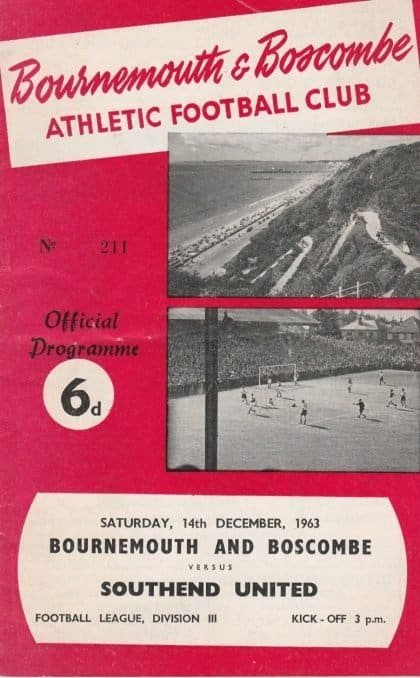 Bournemouth & Boscombe
ATHLETIC FOOTBALL CLUB
No 211
Official
Programme
6d
SATURDAY, 14th DECEMBER, 1963
BOURNEMOUTH AND BOSCOMBE
VERSUS
SOUTHEND UNITED
FOOTBALL LEAGUE, DIVISION III KICK-OFF 3 p.m.